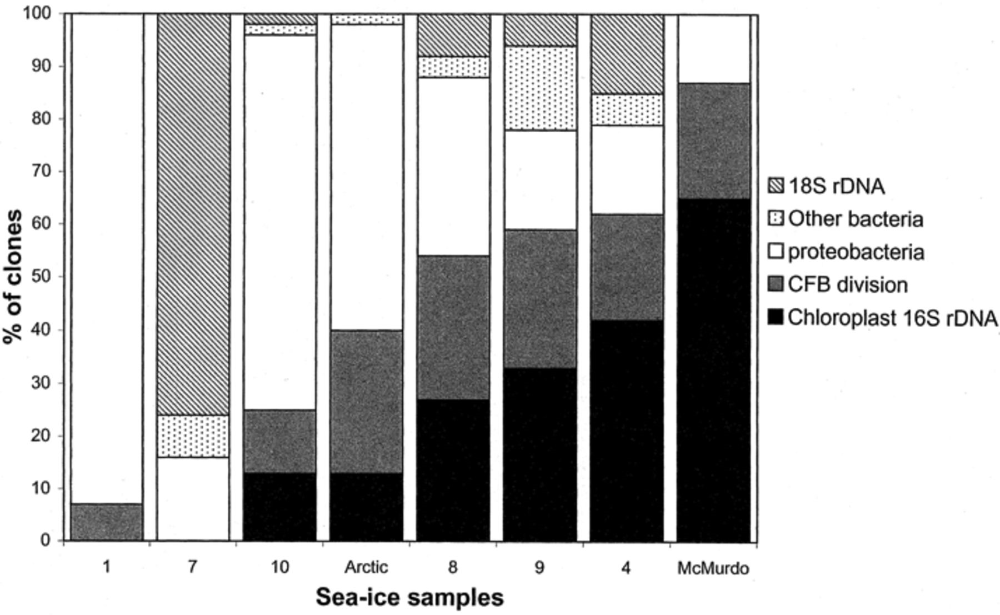 100
90
80
70
60
50
40
30
20
10
0
% of clones
1 7 10 Arctic 8 9 4 McMurdo
Sea-ice samples
18S rDNA
Other bacteria
proteobacteria
CFB division
Chloroplast 16S rDNA